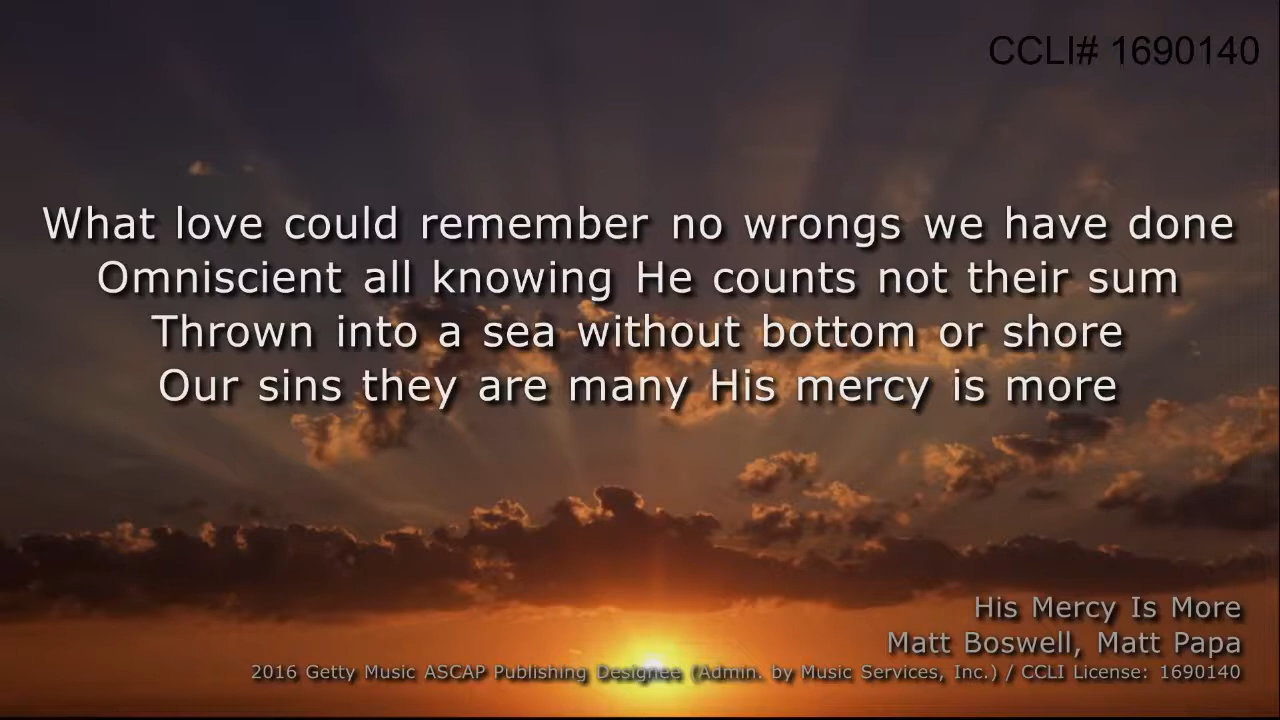 CCLI# 1690140
What love could remember no wrongs we have done
Omniscient all knowing He counts not their sum
Thrown into a sea without bottom or shore
Our sins they are many His mercy is more
His Mercy Is More
Matt Boswell, Matt Papa
2016 Getty Music ASCAP Publishing Designee (Admin. by Music Services, Inc.) / CCLI License: 1690140